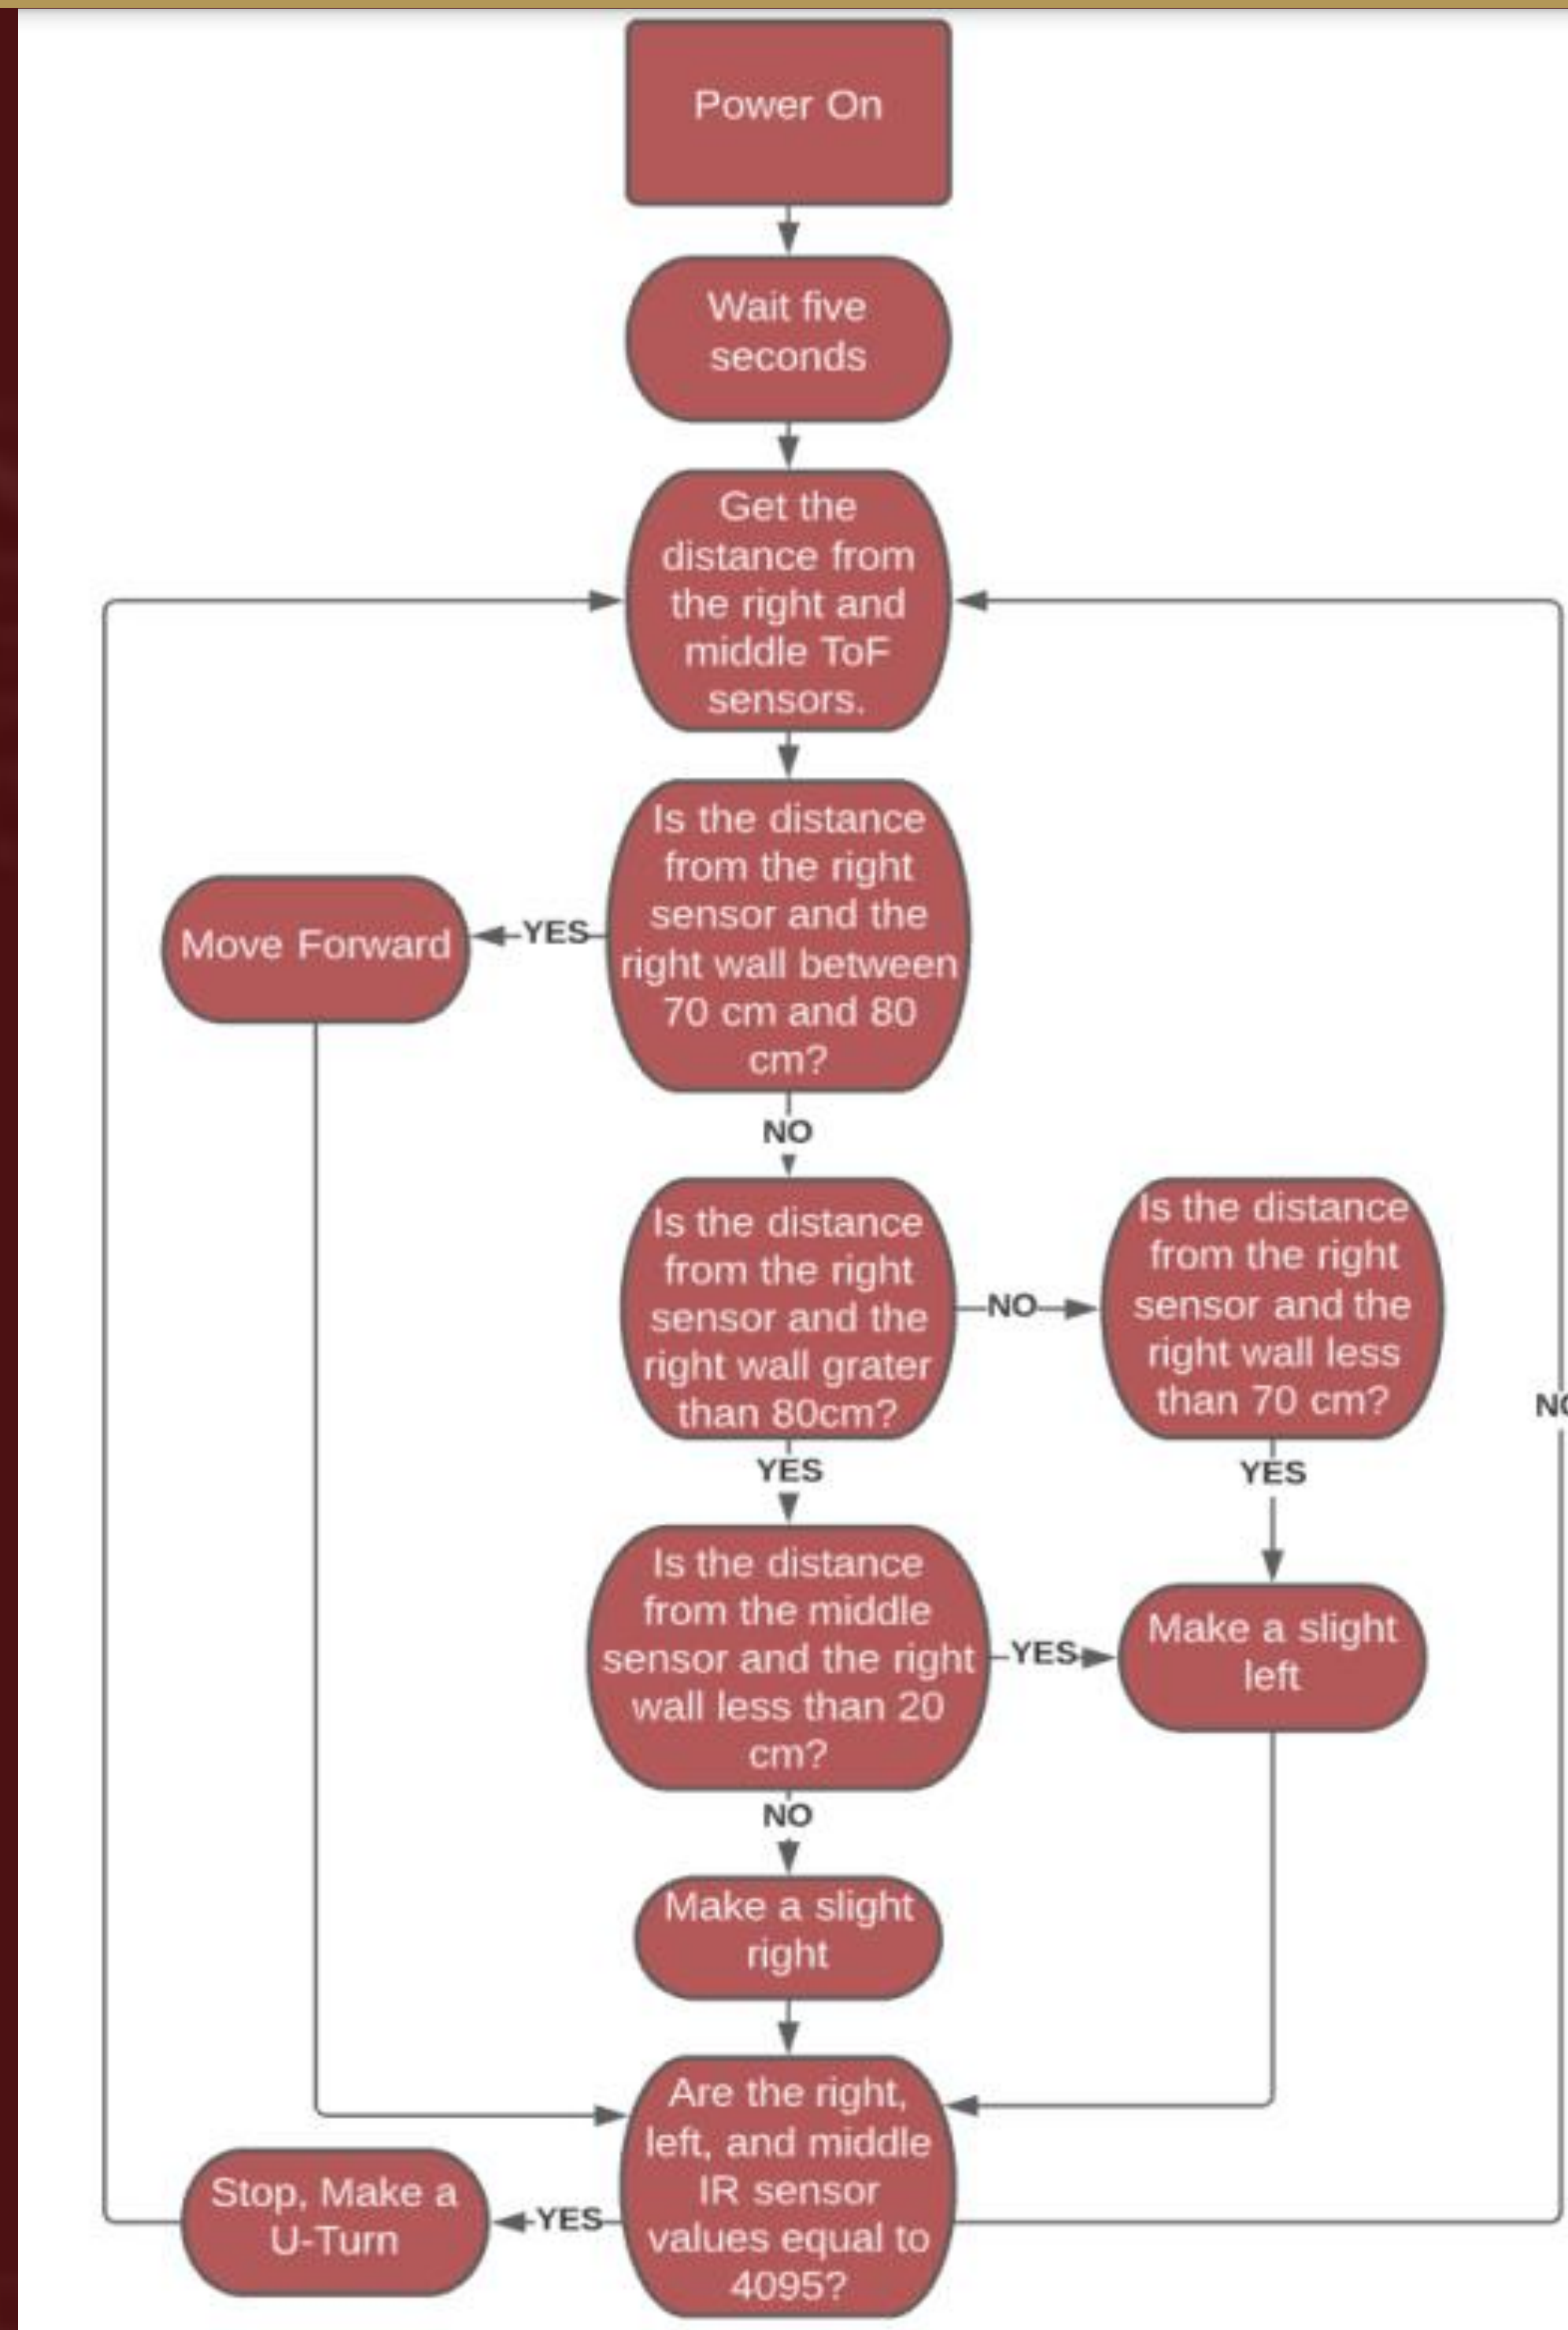 Power On
Wait five
seconds
Get the
distance from
the right and
middle ToF
sensors.
Is the distance
from the right
sensor and the
right wall between
70 cm and 80
cm?
YES
Move Forward
NO
Is the distance
from the right
sensor and the
right wall grater
than 80cm?
NO
Is the distance
from the right
sensor and the
right wall less
than 70 cm?
NO
YES
YES
Is the distance
from the middle
sensor and the right
wall less than 20
cm?
YES
Make a slight
left
NO
Make a slight
right
Are the right,
left, and middle
IR sensor
values equal to
4095?
YES
Stop, Make a
U-Turn